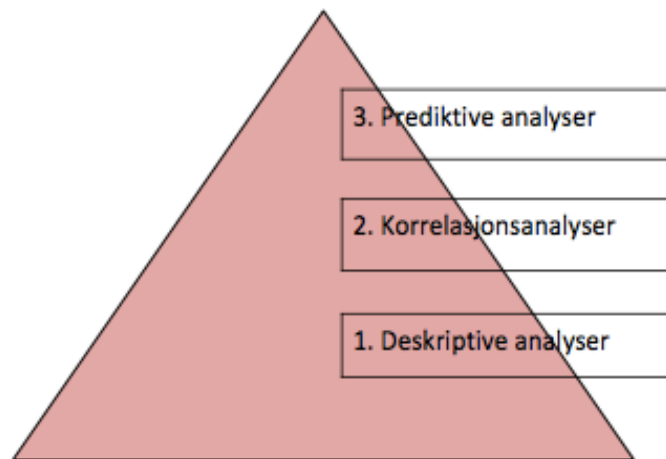 3. Prediktive analyser
2. Korrelasjonsanalyser
1. Deskriptive analyser